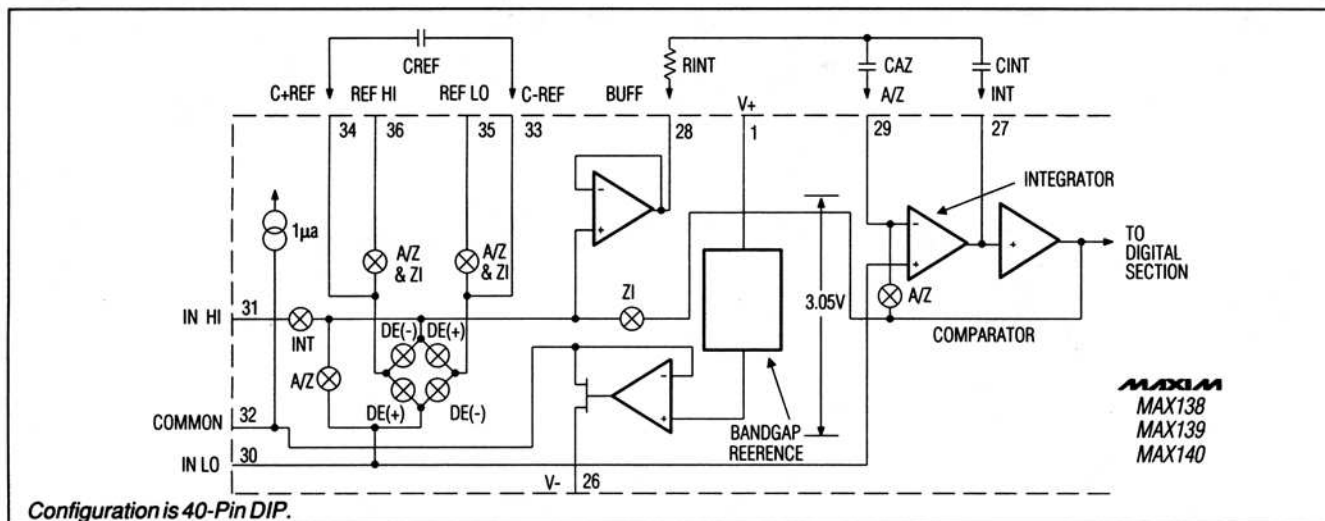 CREF
RINT
CAZ
CINT
C+REF
REF HI
REF LO
C-REF
BUFF
V+
A/Z
INT
34
36
35
33
28
1
29
27
INTEGRATOR
1µa
A/Z
& ZI
A/Z
& ZI
TO
DIGITAL
SECTION
ZI
3.05V
A/Z
IN HI
31
INT
DE(-)
DE(+)
COMPARATOR
A/Z
DE(+)
DE(-)
COMMON
32
BANDGAP
REERENCE
IN LO
30
V-
26
MAXIM
MAX138
MAX139
MAX140
Configuration is 40-Pin DIP.